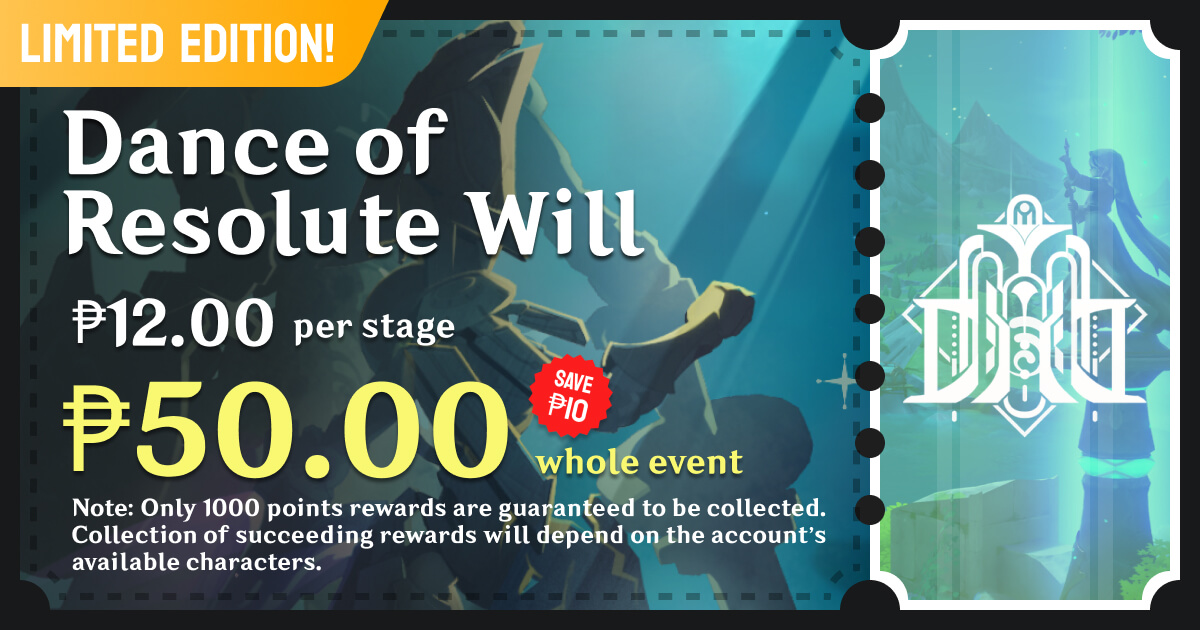 LIMITED EDITION!
Dance of
Resolute Will
₱12.00 per stage
SAVE
₱10
₱50.00 whole event
Note: Only 1000 points rewards are guaranteed to be collected.
Collection of succeeding rewards will depend on the account's
available characters.